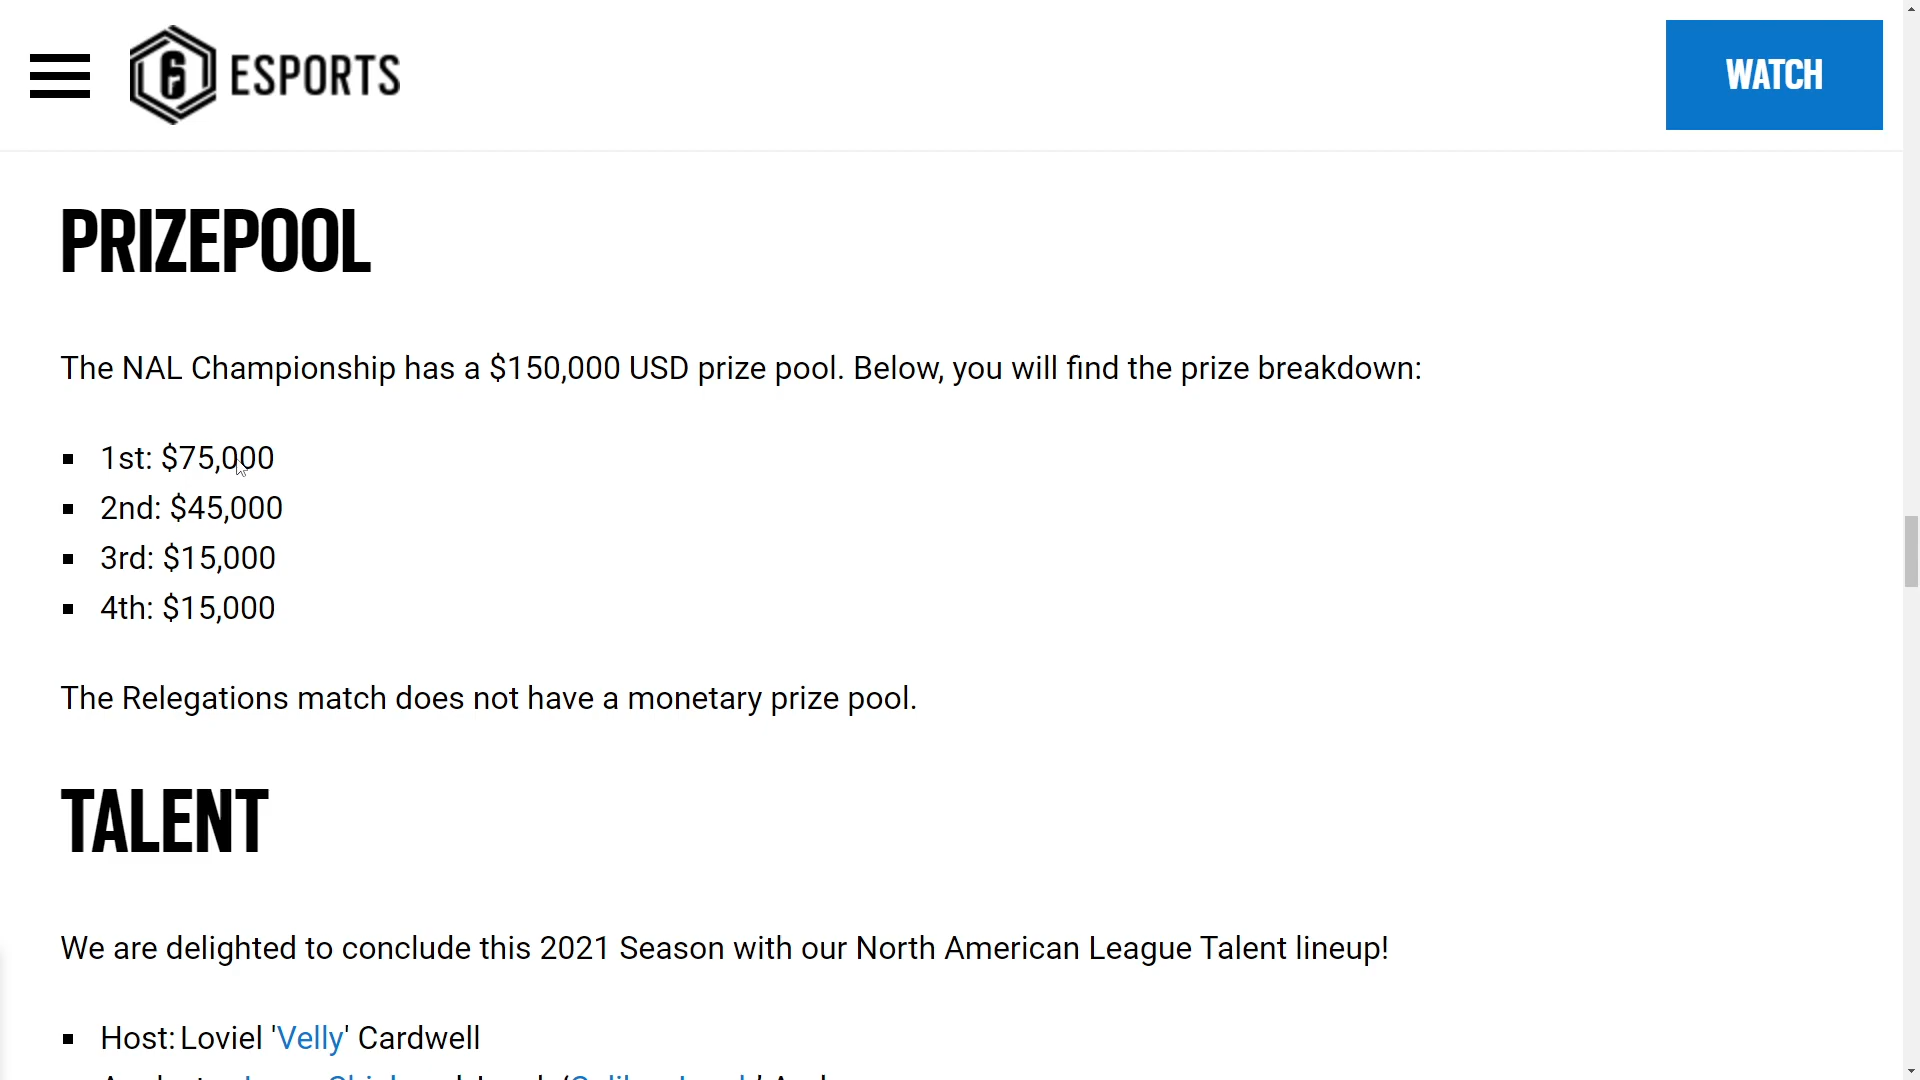 6 ESPORTS
WATCH
PRIZEPOOL
The NAL Championship has a $150,000 USD prize pool. Below, you will find the prize breakdown:
▪ 1st: $75,000
▪ 2nd: $45,000
▪ 3rd: $15,000
▪ 4th: $15,000
The Relegations match does not have a monetary prize pool.
TALENT
We are delighted to conclude this 2021 Season with our North American League Talent lineup!
▪ Host: Loviel 'Velly' Cardwell